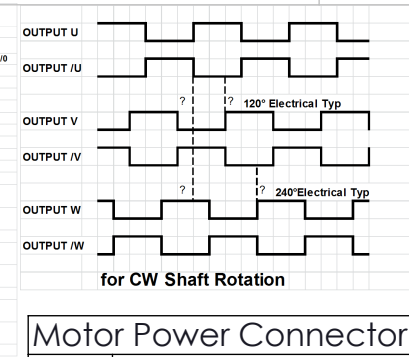 OUTPUT U
/0
OUTPUT /U
? ? 120° Electrical Typ
OUTPUT V
OUTPUT /V
? ? 240°Electrical Typ
OUTPUT W
OUTPUT /W
for CW Shaft Rotation
Motor Power Connector